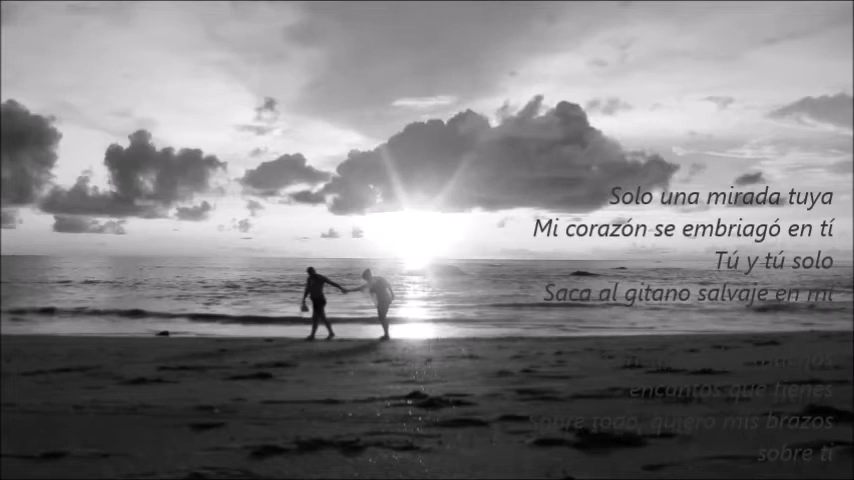 Solo una mirada tuya
Mi corazón se embriagó en tí
Tú y tú solo
Saca al gitano salvaje en mi
encantos que tienes
Sobre todo, quiero mis brazos
sobre ti